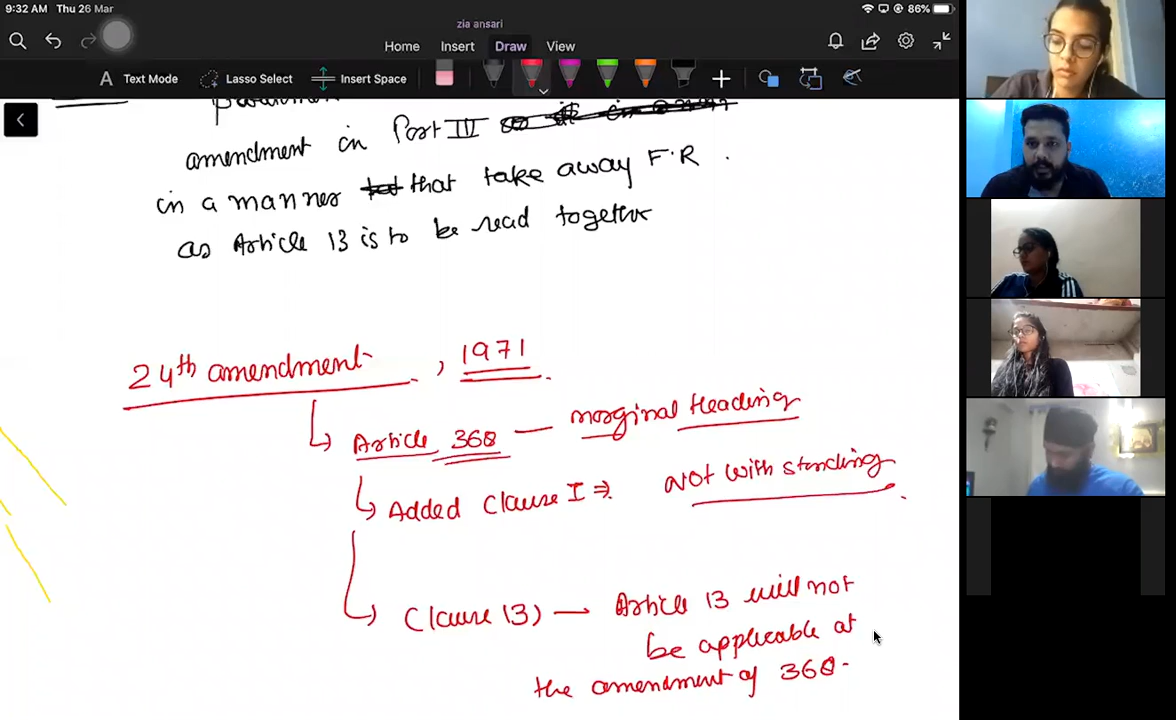 9:32 AM Thu 26 Mar
86%
zia ansari
Home Insert Draw View
Text Mode Lasso Select Insert Space
amendment in Part III
in a manner that take away F.R.
as Article 13 is to be read together
24th amendment, 1971
Article 368 — marginal Heading
Added Clause I ⇒ Not with standing
Clause 13) — Article 13 will not
be applicable at
the amendment of 368.